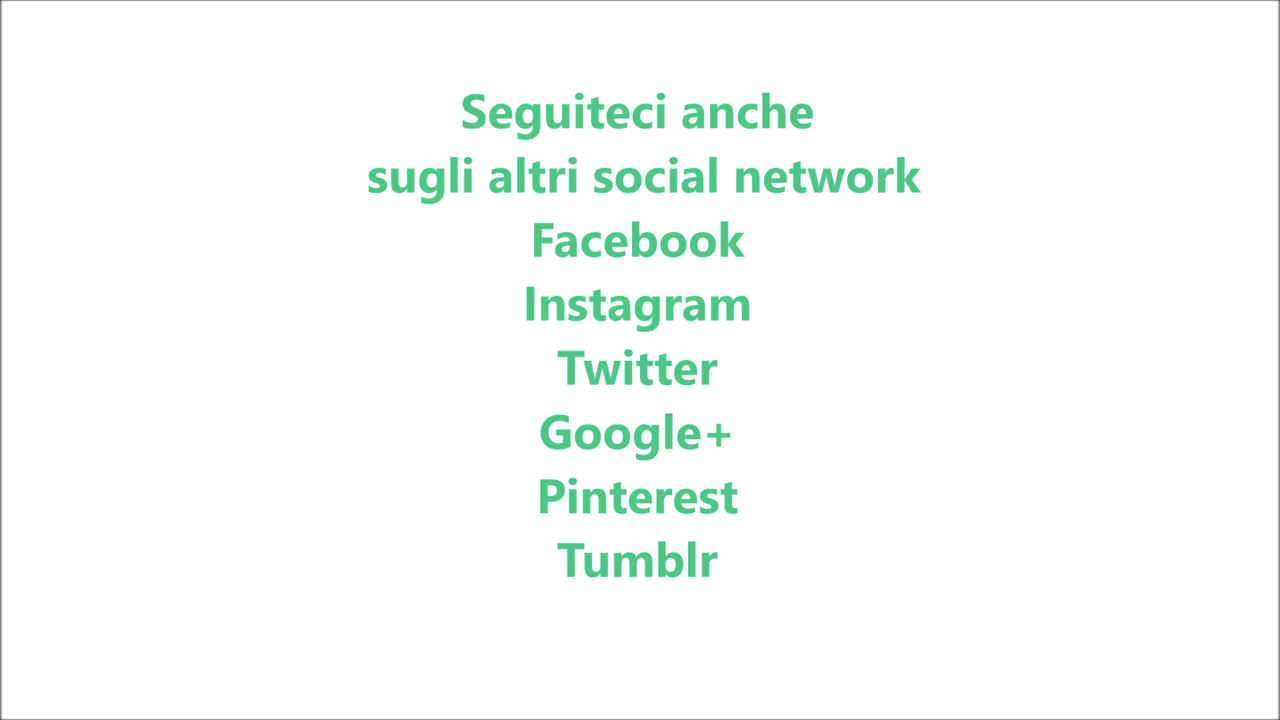 Seguiteci anche
sugli altri social network
Facebook
Instagram
Twitter
Google+
Pinterest
Tumblr